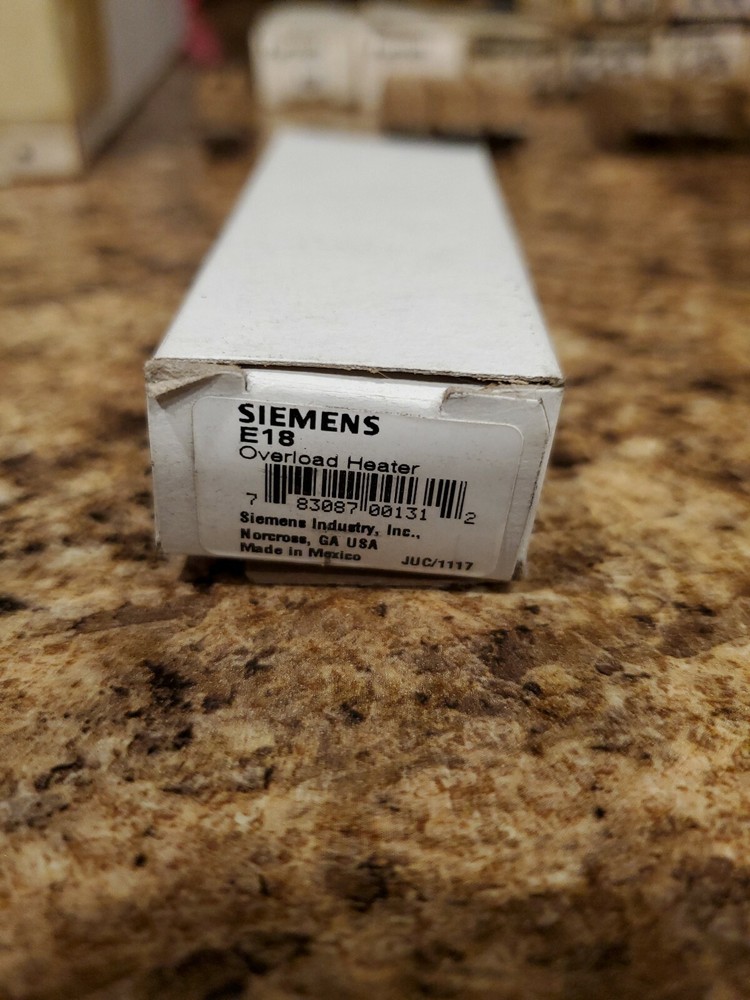 SIEMENS
E18
Overload Heater
7 83087 00131 2
Siemens Industry, Inc.,
Norcross, GA USA
Made in Mexico JUC/1117